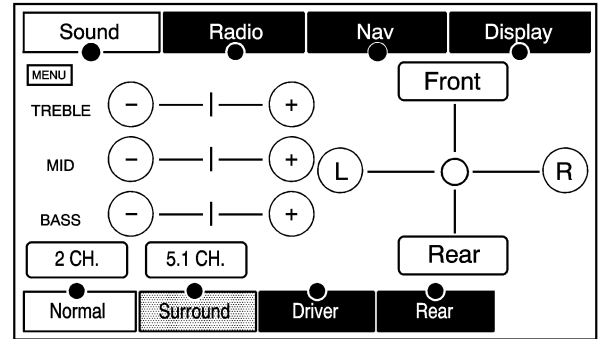 Sound Radio Nav Display
MENU
Front
TREBLE − +
MID − + L R
BASS − +
Rear
2 CH. 5.1 CH.
Normal Surround Driver Rear